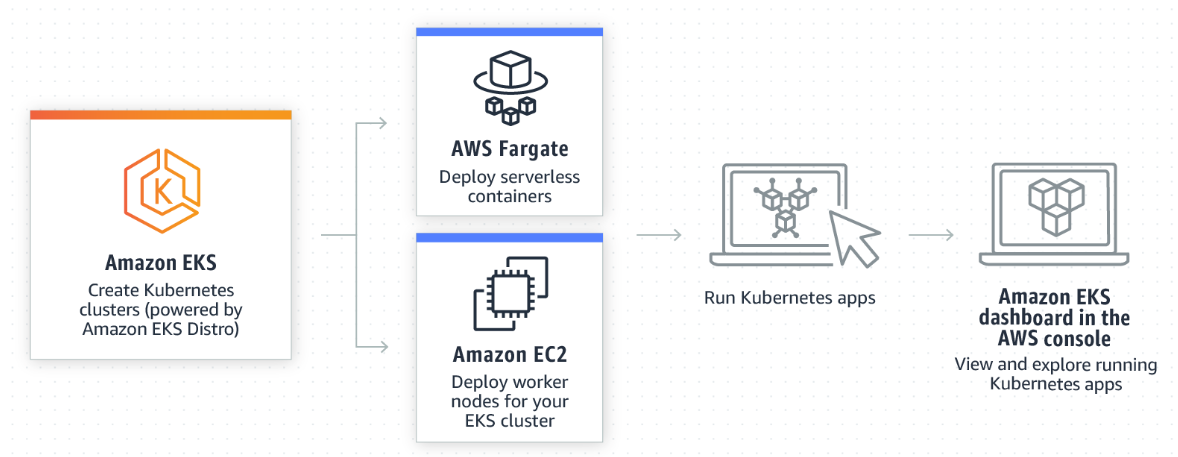 AWS Fargate
Deploy serverless
containers
K
Amazon EKS
Create Kubernetes
clusters (powered by
Amazon EKS Distro)
Amazon EC2
Deploy worker
nodes for your
EKS cluster
Run Kubernetes apps
Amazon EKS
dashboard in the
AWS console
View and explore running
Kubernetes apps